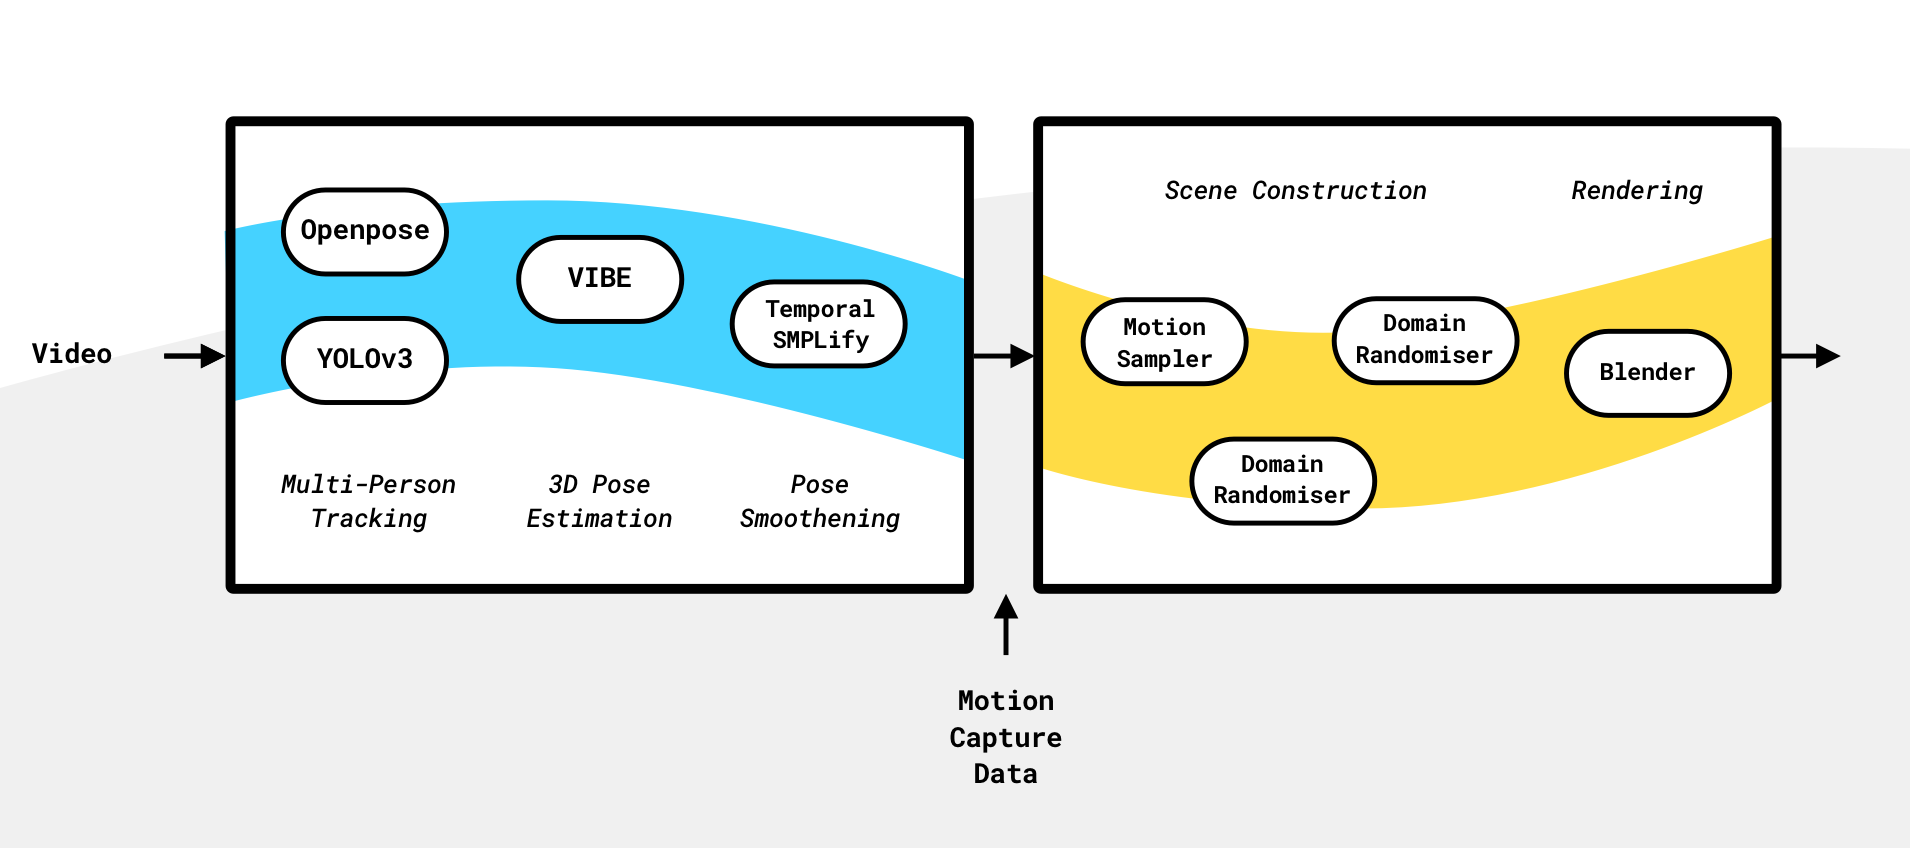 Video
Openpose
YOLOv3
VIBE
Temporal
SMPLify
Multi-Person
Tracking
3D Pose
Estimation
Pose
Smoothening
Motion
Capture
Data
Scene Construction
Rendering
Motion
Sampler
Domain
Randomiser
Domain
Randomiser
Blender